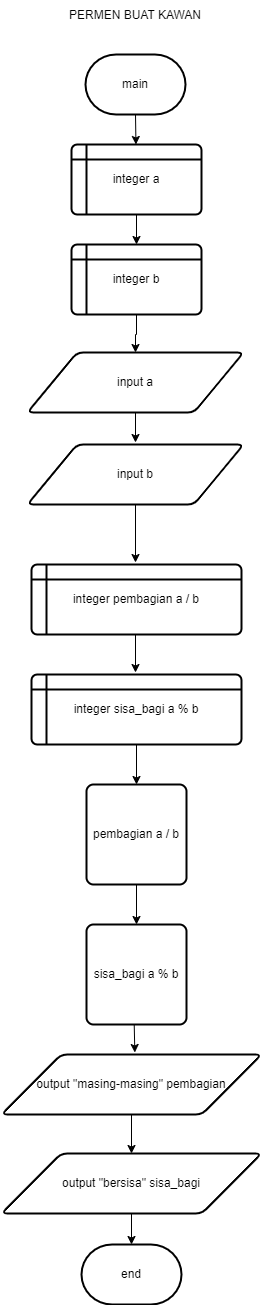 PERMEN BUAT KAWAN
main
integer a
integer b
input a
input b
integer pembagian a / b
integer sisa_bagi a % b
pembagian a / b
sisa_bagi a % b
output "masing-masing" pembagian
output "bersisa" sisa_bagi
end